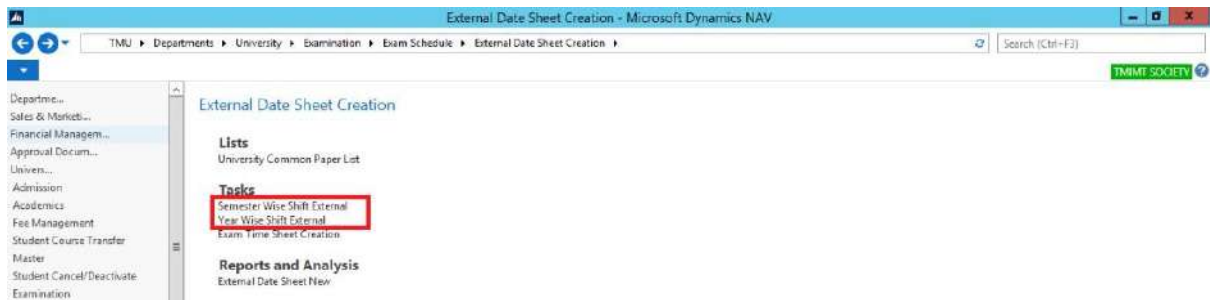 External Date Sheet Creation - Microsoft Dynamics NAV
TMU ▸ Departments ▸ University ▸ Examination ▸ Exam Schedule ▸ External Date Sheet Creation ▸
Search (Ctrl+F3)
TMIMT SOCIETY
Departme...
Sales & Marketi...
Financial Managem...
Approval Docum...
Univers...
Admission
Academics
Fee Management
Student Course Transfer
Master
Student Cancel/Deactivate
Examination
External Date Sheet Creation
Lists
University Common Paper List
Tasks
Semester Wise Shift External
Year Wise Shift External
Exam Time Sheet Creation
Reports and Analysis
External Date Sheet New